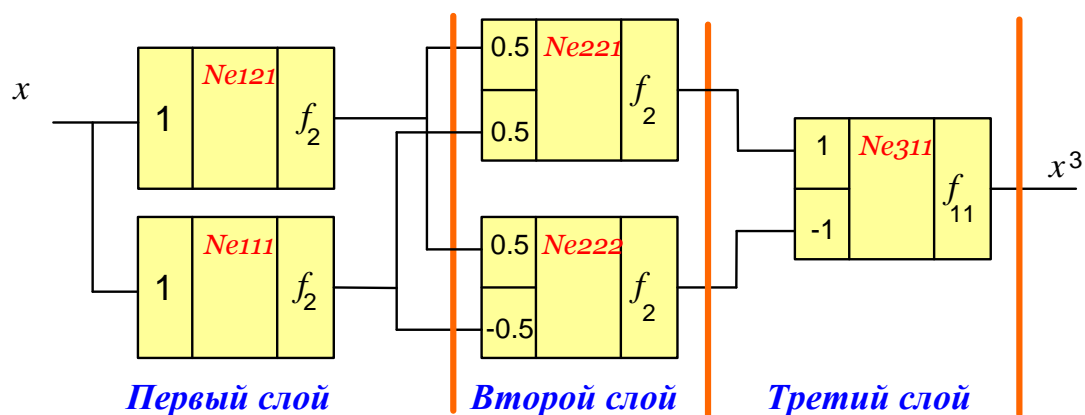 x
1 Ne121 f2
1 Ne111 f2
0.5 Ne221 f2
0.5
0.5 Ne222 f2
-0.5
1 Ne311 f11
-1
x3
Первый слой
Второй слой
Третий слой